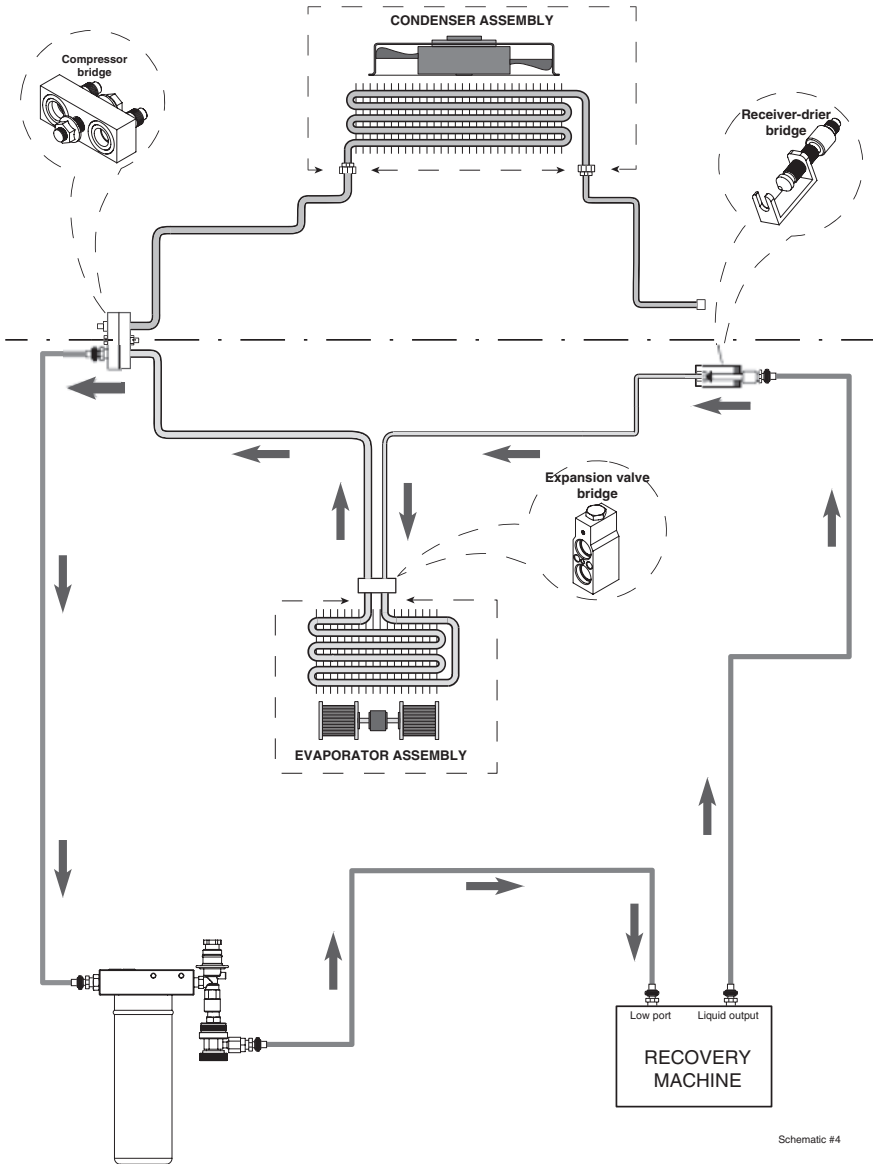 CONDENSER ASSEMBLY
Compressor
bridge
Receiver-drier
bridge
Expansion valve
bridge
EVAPORATOR ASSEMBLY
Low port
Liquid output
RECOVERY
MACHINE
Schematic #4